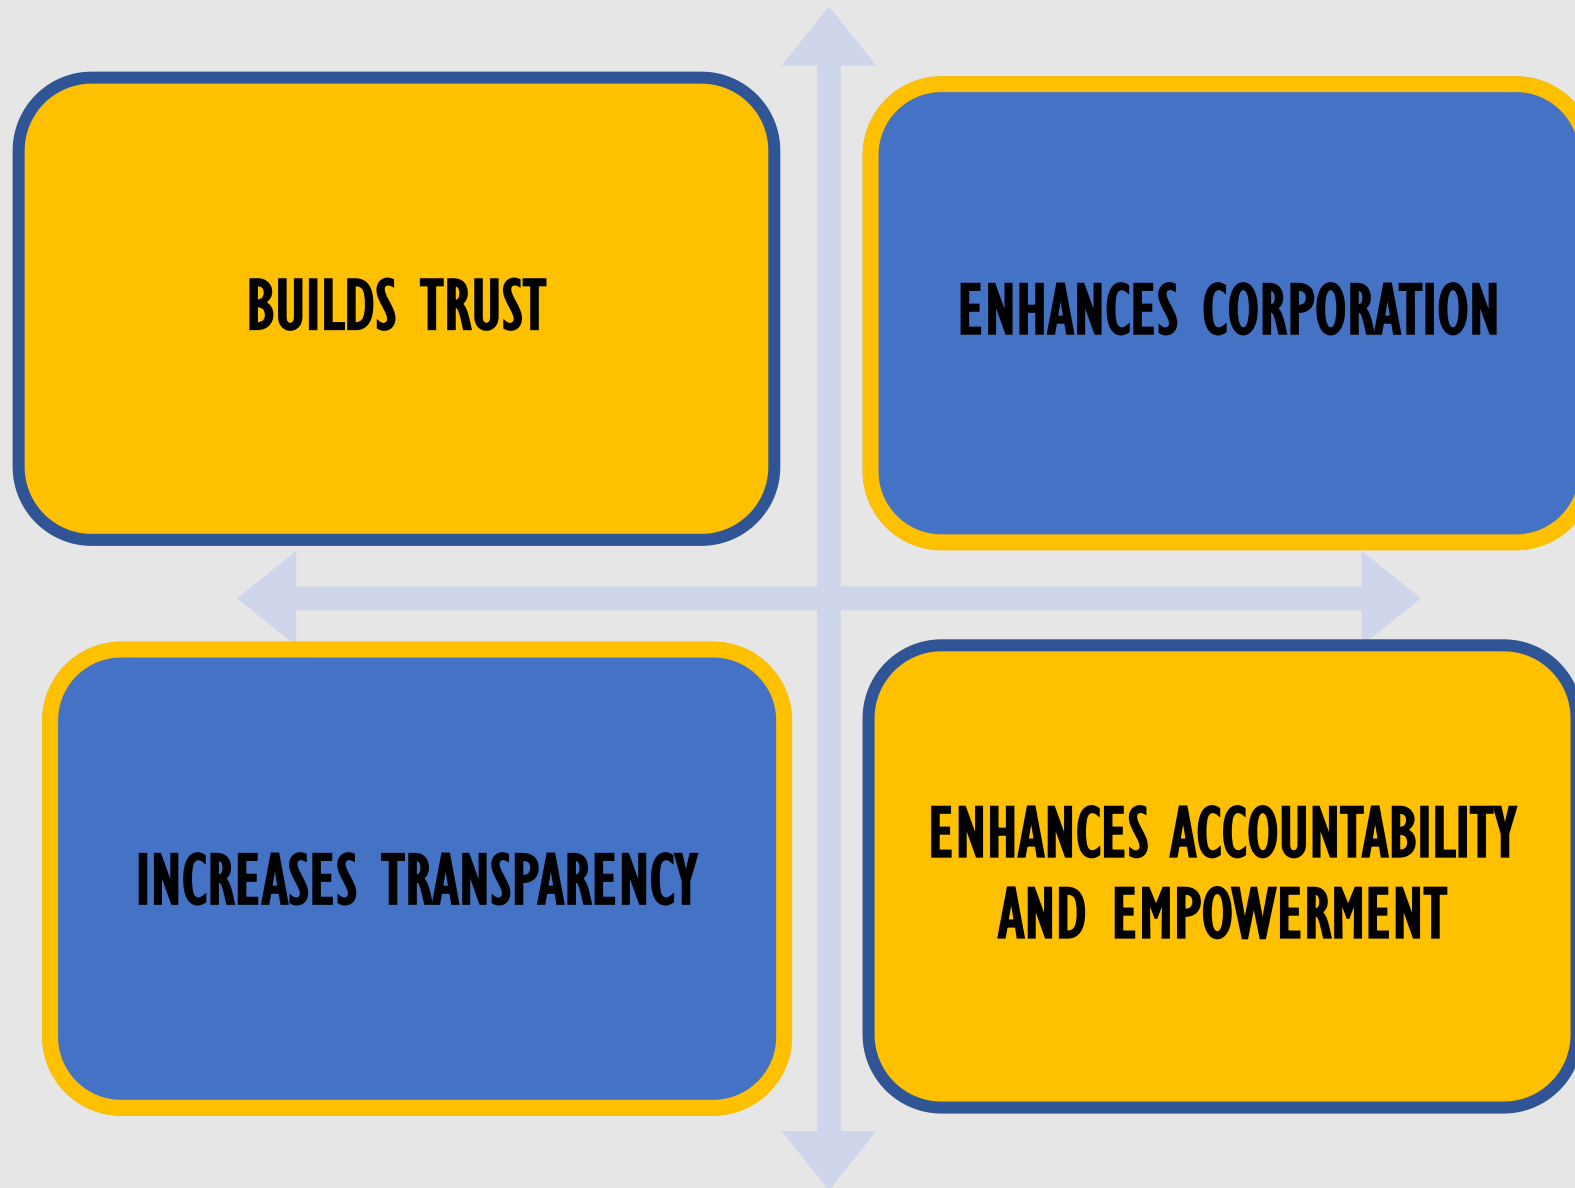 BUILDS TRUST
ENHANCES CORPORATION
INCREASES TRANSPARENCY
ENHANCES ACCOUNTABILITY
AND EMPOWERMENT